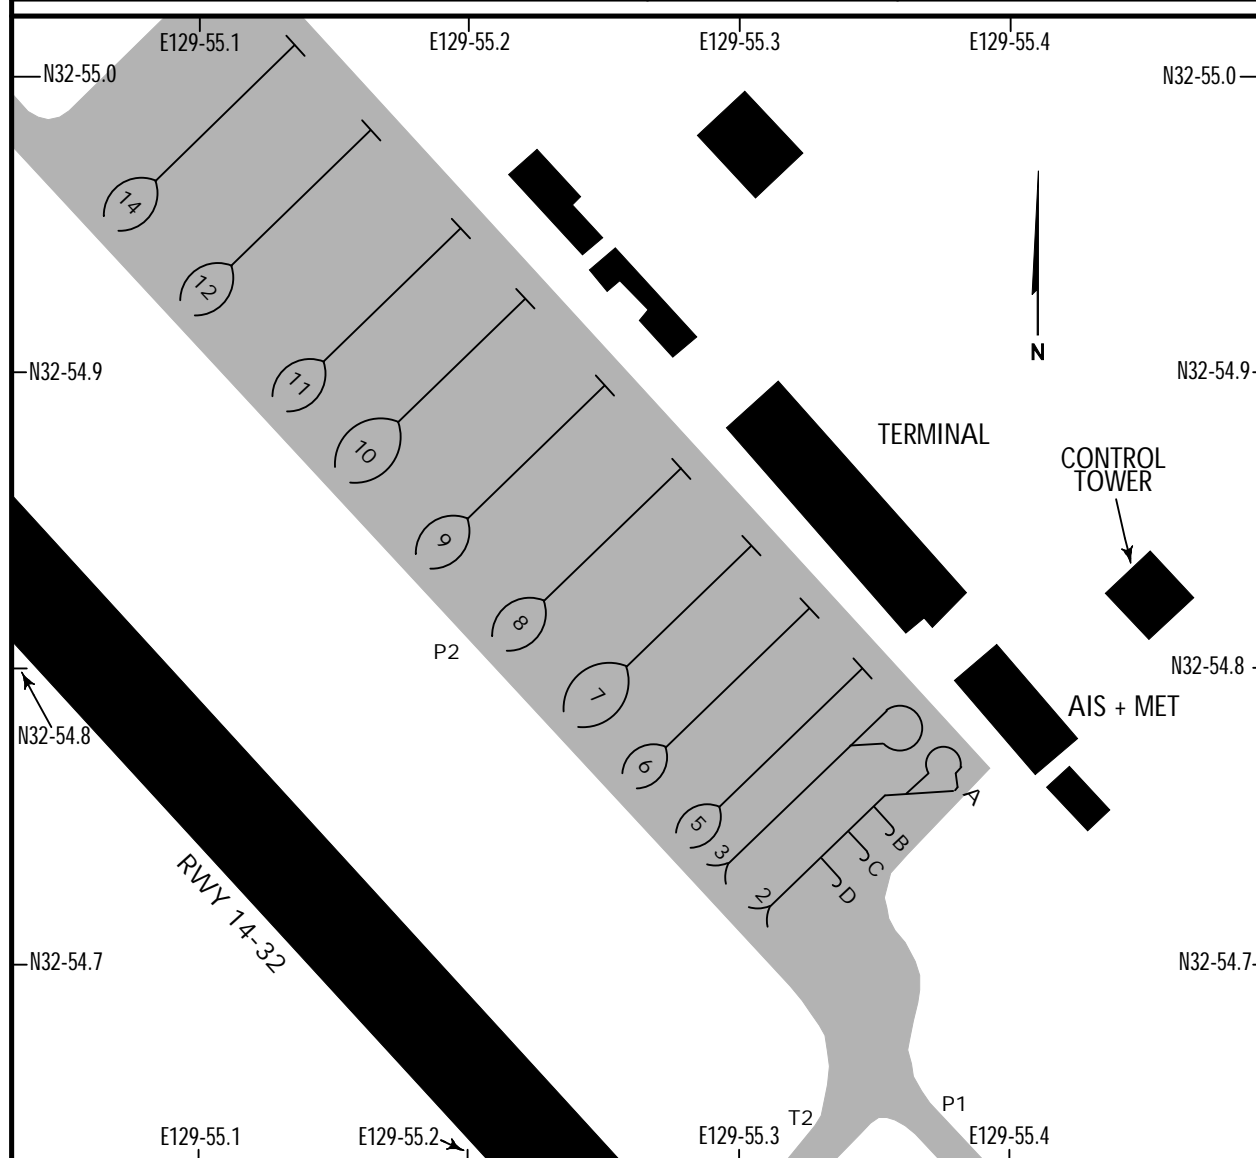 E129-55.1
E129-55.2
E129-55.3
E129-55.4
N32-55.0
N32-55.0
14
12
N
N32-54.9
N32-54.9
11
TERMINAL
10
CONTROL
TOWER
9
8
P2
N32-54.8
7
AIS + MET
N32-54.8
6
A
5
3
B
C
2
D
RWY 14-32
N32-54.7
N32-54.7
P1
T2
E129-55.1
E129-55.2
E129-55.3
E129-55.4